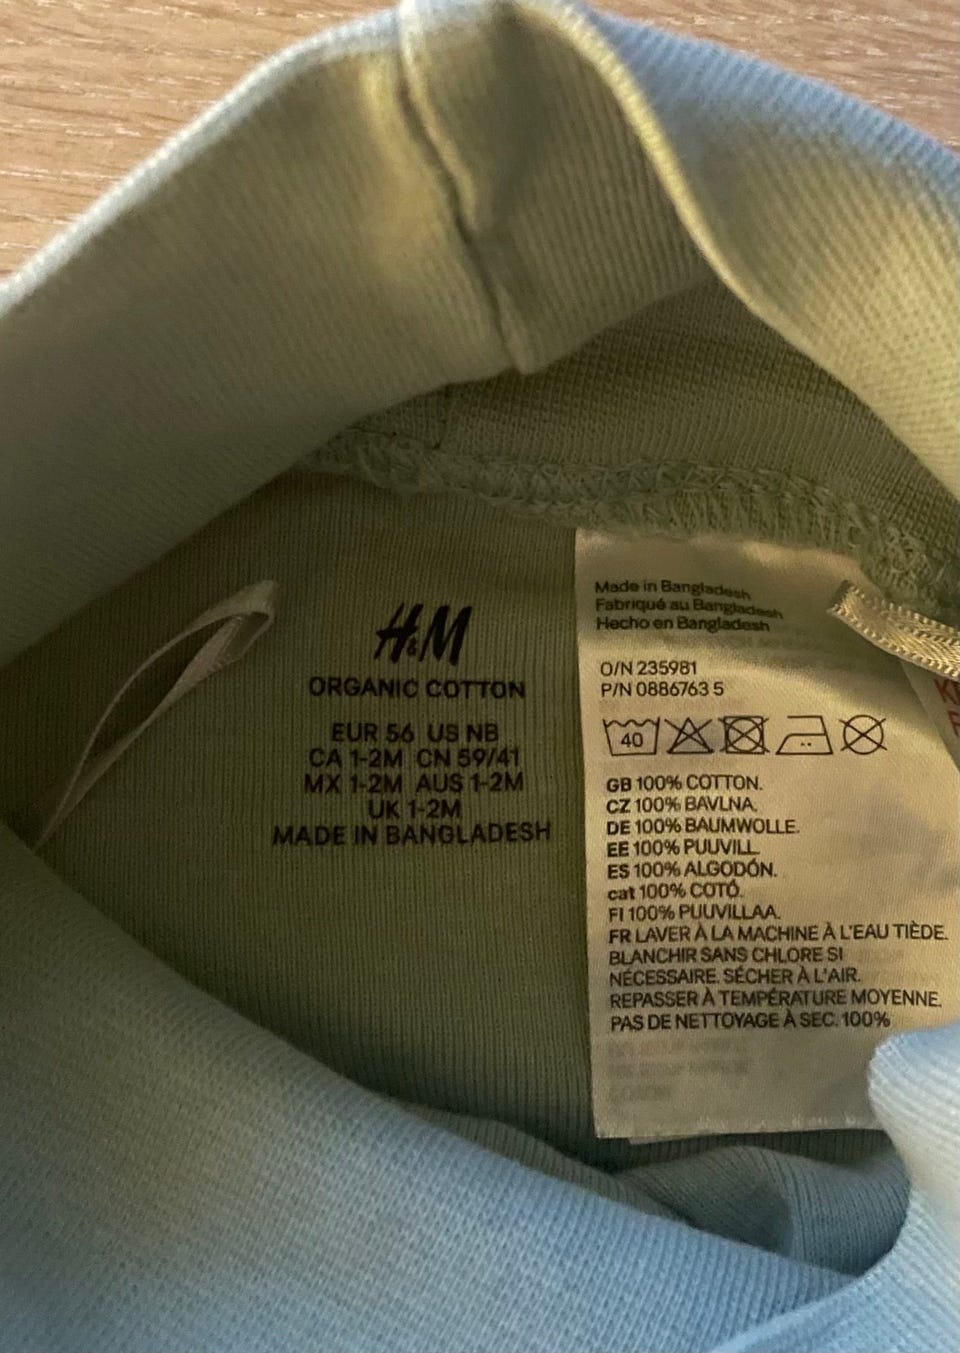 H&M
ORGANIC COTTON
EUR 56 US NB
CA 1-2M CN 59/41
MX 1-2M AUS 1-2M
UK 1-2M
MADE IN BANGLADESH
Made in Bangladesh
Fabriqué au Bangladesh
Hecho en Bangladesh
O/N 235981
P/N 0886763 5
40
GB 100% COTTON.
CZ 100% BAVLNA.
DE 100% BAUMWOLLE.
EE 100% PUUVILL.
ES 100% ALGODÓN.
cat 100% COTÓ.
FI 100% PUUVILLAA.
FR LAVER À LA MACHINE À L'EAU TIÈDE.
BLANCHIR SANS CHLORE SI
NÉCESSAIRE. SÉCHER À L'AIR.
REPASSER À TEMPÉRATURE MOYENNE.
PAS DE NETTOYAGE À SEC. 100%